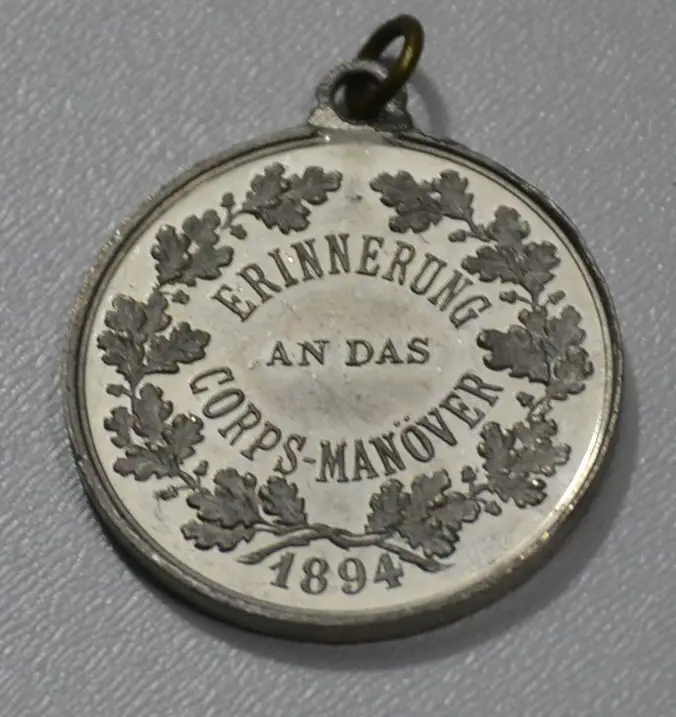 ERINNERUNG
AN DAS
CORPS-MANÖVER
1894